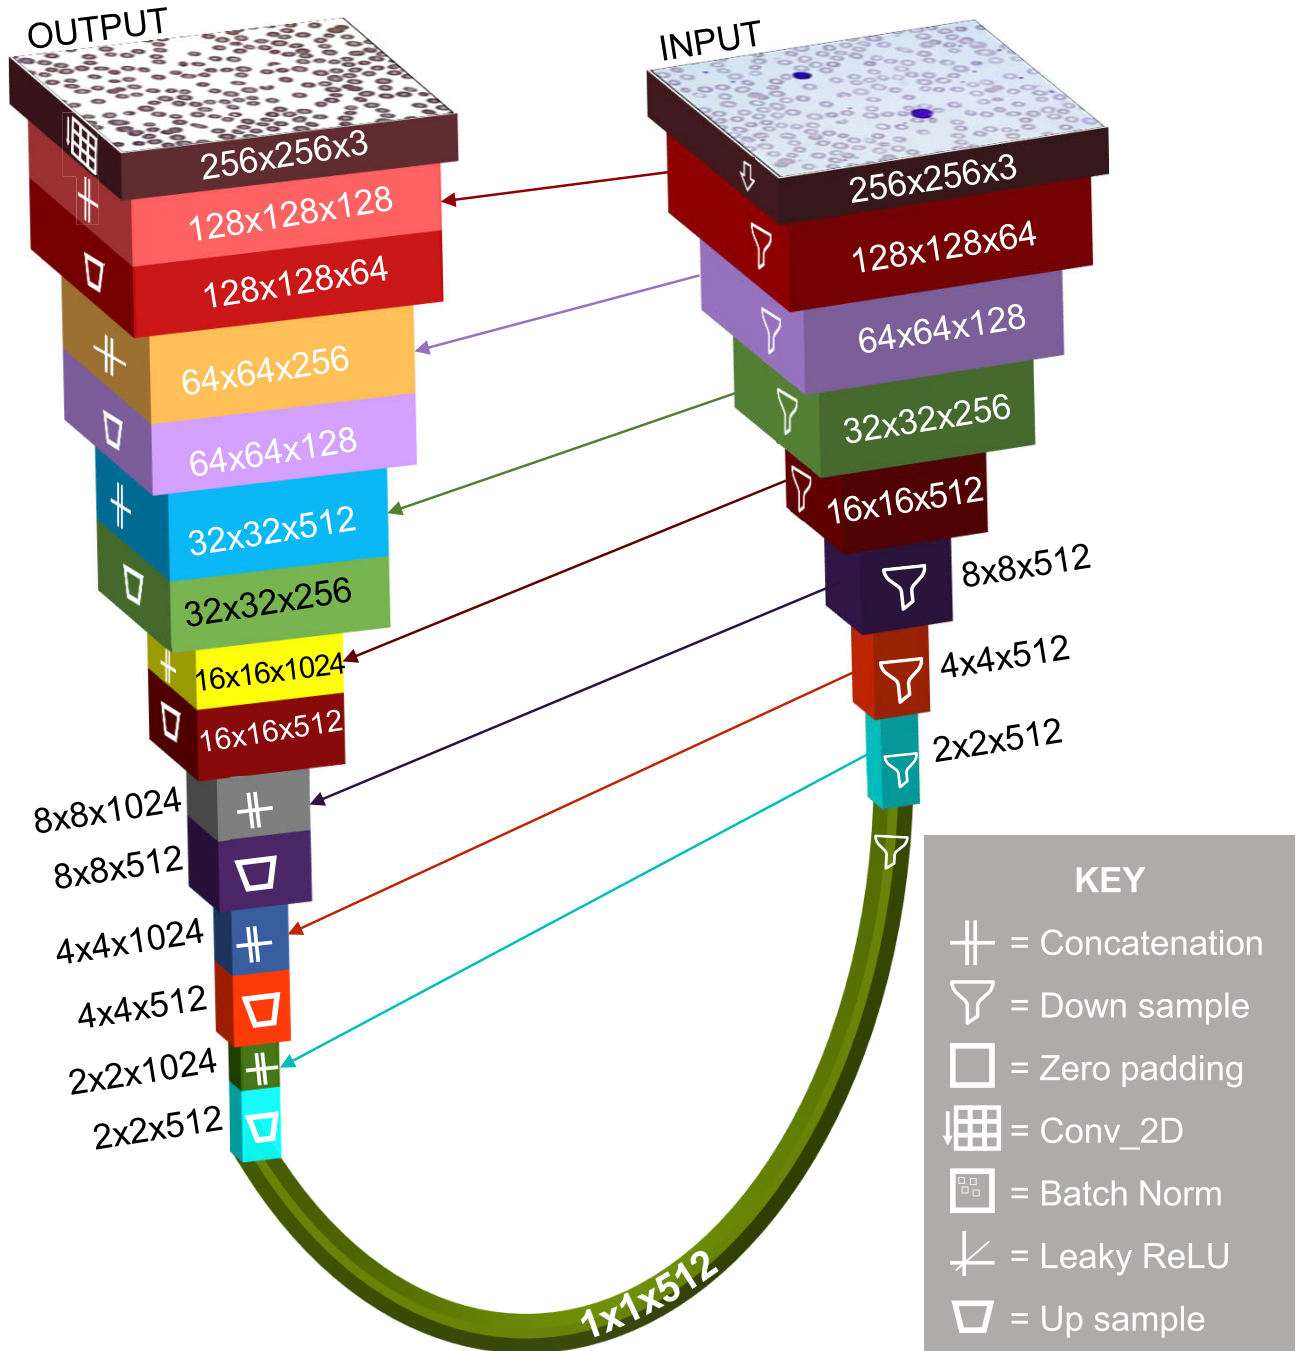 OUTPUT
256x256x3
128x128x128
128x128x64
64x64x256
64x64x128
32x32x512
32x32x256
16x16x1024
16x16x512
8x8x1024
8x8x512
4x4x1024
4x4x512
2x2x1024
2x2x512
1x1x512
INPUT
256x256x3
128x128x64
64x64x128
32x32x256
16x16x512
8x8x512
4x4x512
2x2x512
KEY
= Concatenation
= Down sample
= Zero padding
= Conv_2D
= Batch Norm
= Leaky ReLU
= Up sample